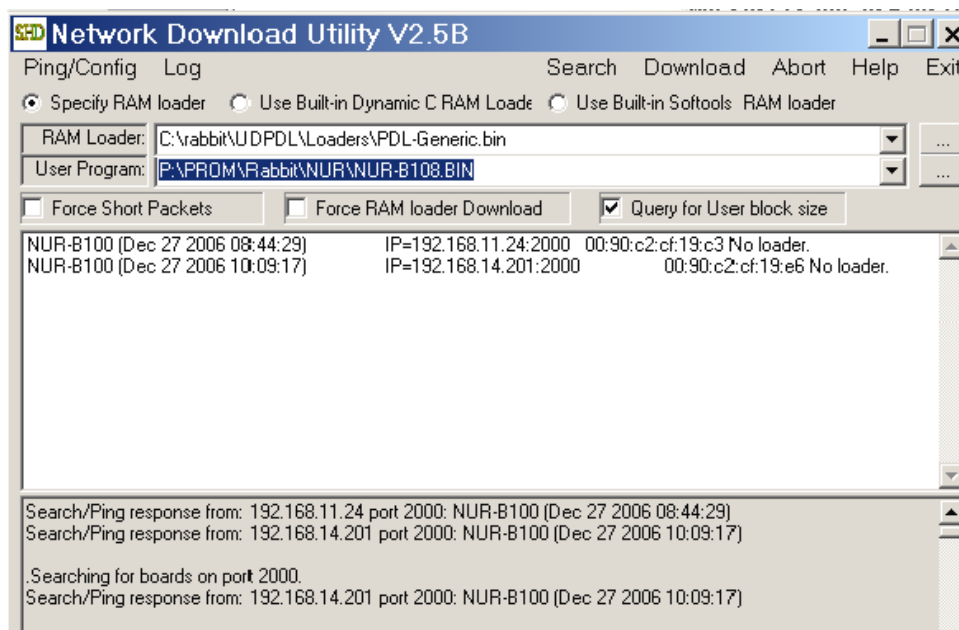 SHD Network Download Utility V2.5B
Ping/Config Log Search Download Abort Help Exit
Specify RAM loader Use Built-in Dynamic C RAM Loade Use Built-in Softools RAM loader
RAM Loader: C:\rabbit\UDPDL\Loaders\PDL-Generic.bin ...
User Program: P:\PROM\Rabbit\NUR\NUR-B108.BIN ...
Force Short Packets Force RAM loader Download Query for User block size
NUR-B100 (Dec 27 2006 08:44:29) IP=192.168.11.24:2000 00:90:c2:cf:19:c3 No loader.
NUR-B100 (Dec 27 2006 10:09:17) IP=192.168.14.201:2000 00:90:c2:cf:19:e6 No loader.
Search/Ping response from: 192.168.11.24 port 2000: NUR-B100 (Dec 27 2006 08:44:29)
Search/Ping response from: 192.168.14.201 port 2000: NUR-B100 (Dec 27 2006 10:09:17)
.Searching for boards on port 2000.
Search/Ping response from: 192.168.14.201 port 2000: NUR-B100 (Dec 27 2006 10:09:17)